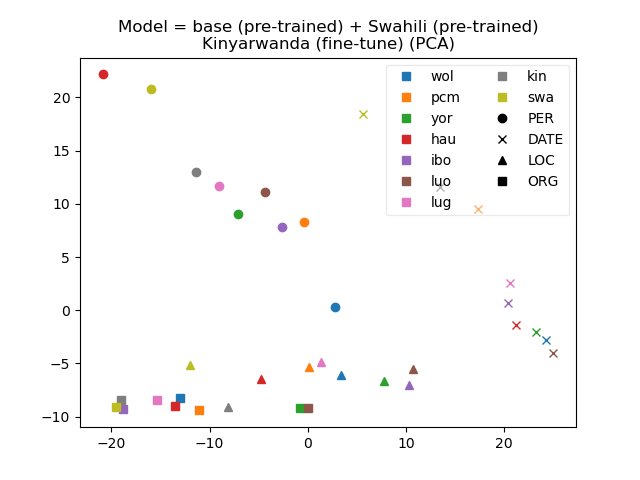 Model = base (pre-trained) + Swahili (pre-trained)
Kinyarwanda (fine-tune) (PCA)
wol
pcm
yor
hau
ibo
luo
lug
kin
swa
PER
DATE
LOC
ORG
20
15
10
5
0
−5
−10
−20
−10
0
10
20